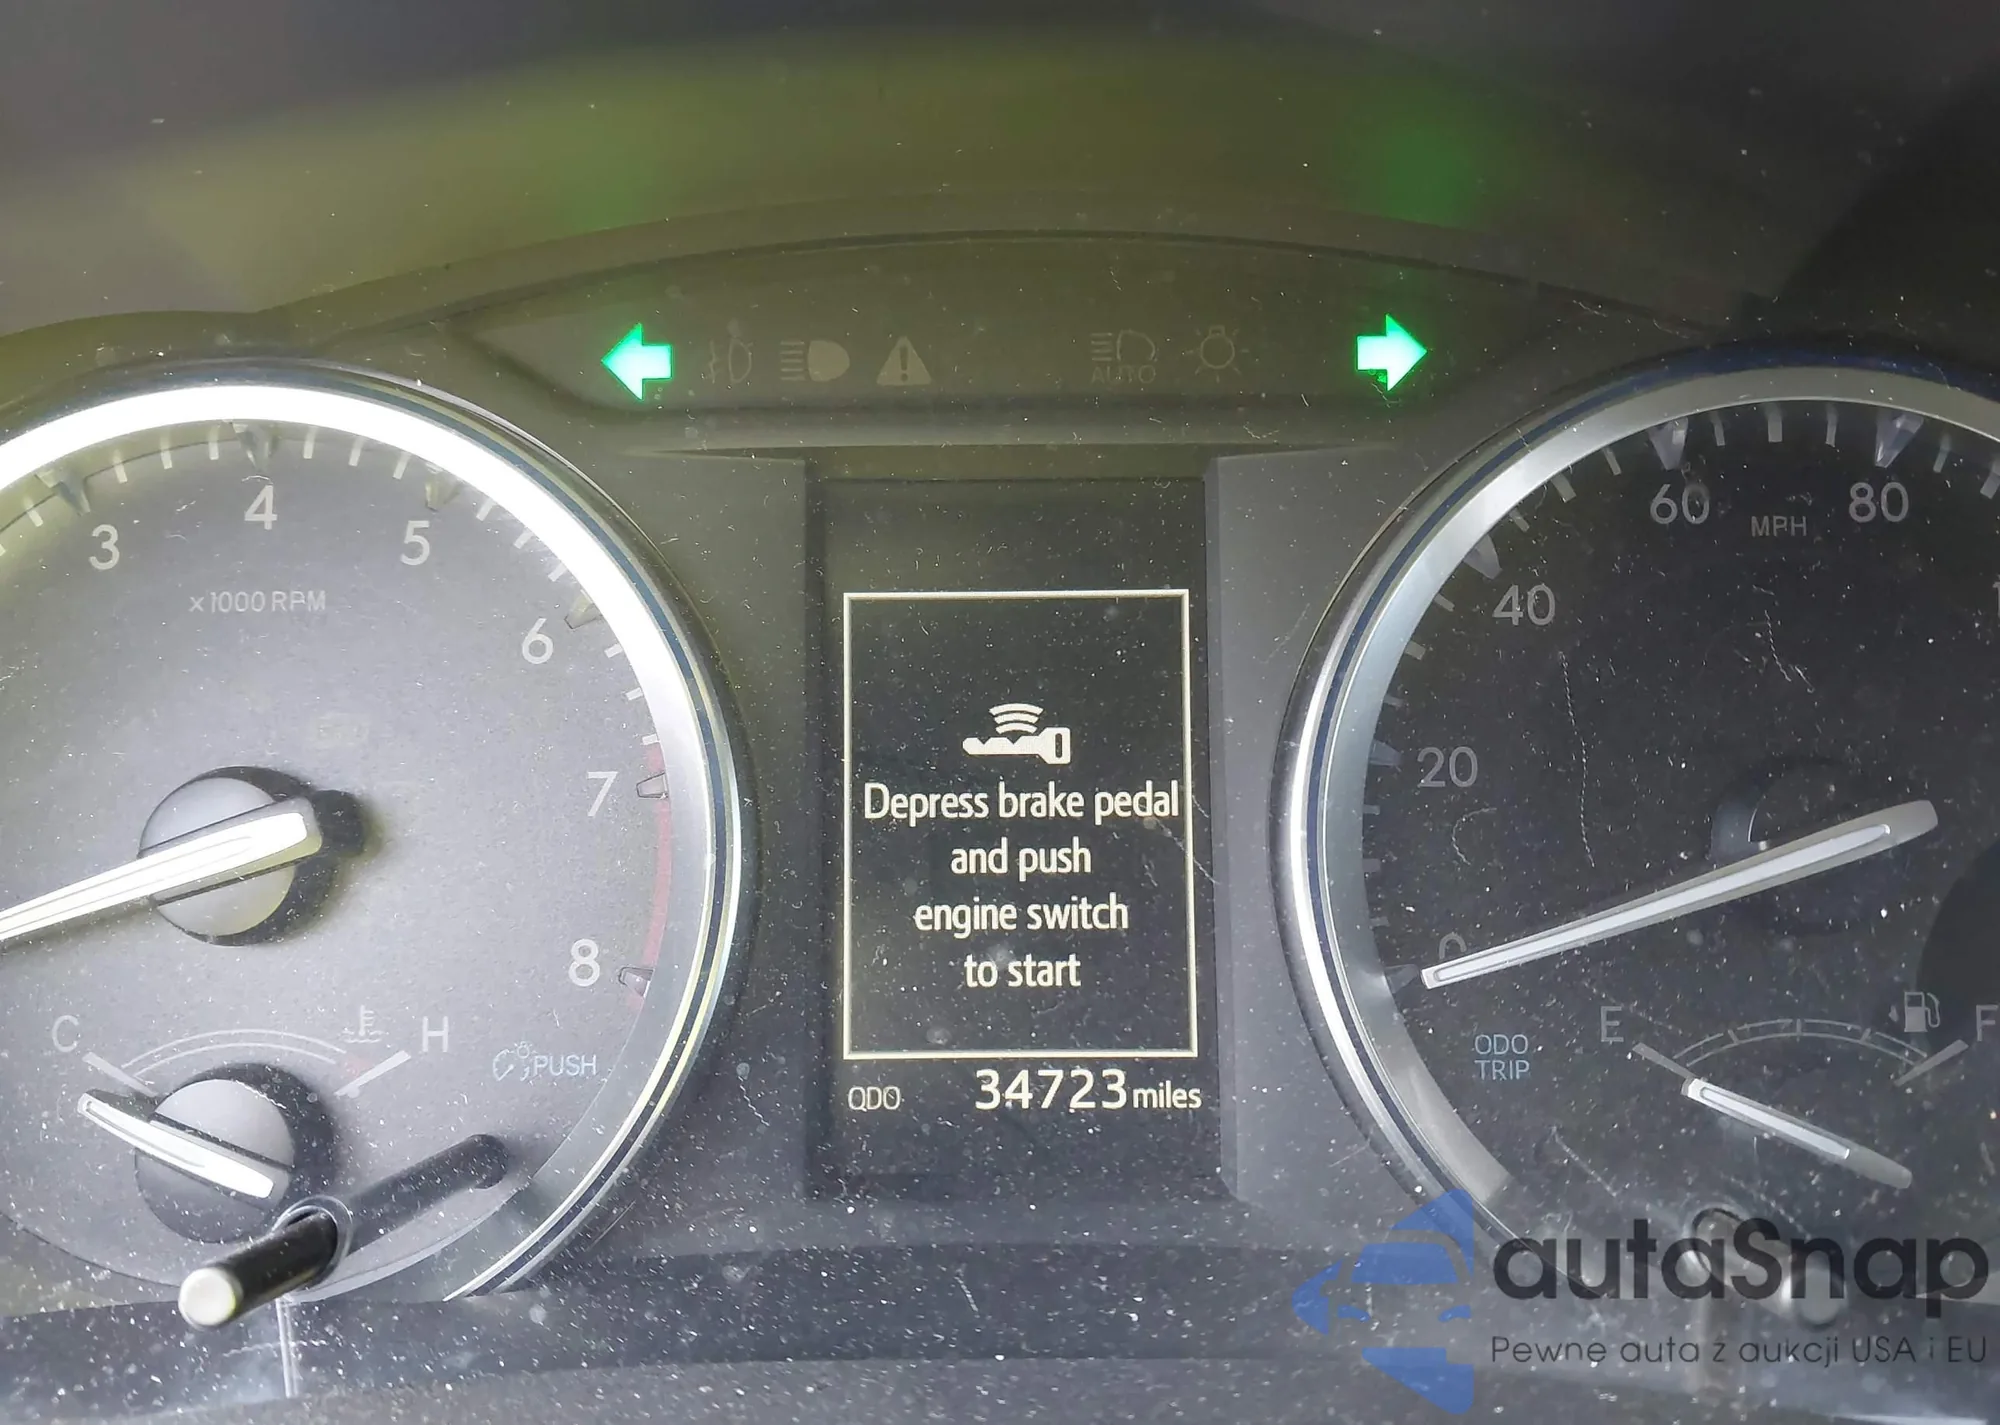 AUTO
3
4
5
6
7
8
x1000 RPM
C
H
PUSH
Depress brake pedal
and push
engine switch
to start
ODO 34723 miles
0
20
40
60
80
MPH
ODO
TRIP
E
F
autaSnap
Pewne auta z aukcji USA i EU